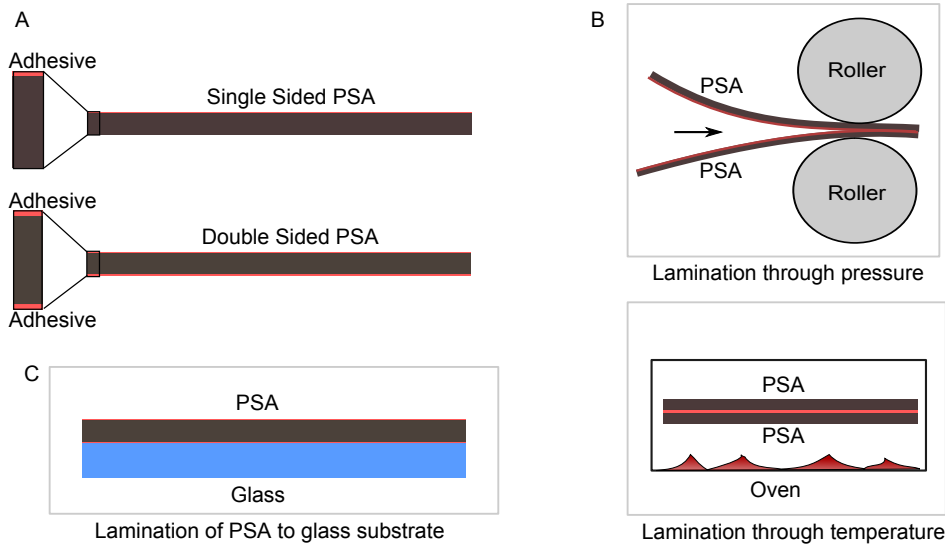 A
Adhesive
Single Sided PSA
Adhesive
Double Sided PSA
Adhesive
B
PSA
Roller
PSA
Roller
Lamination through pressure
PSA
PSA
Oven
Lamination through temperature
C
PSA
Glass
Lamination of PSA to glass substrate